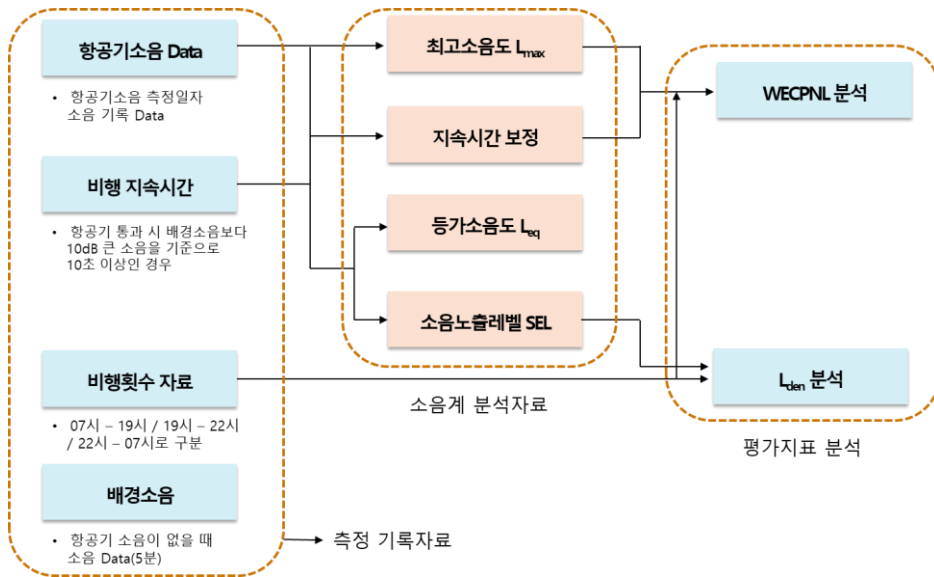 항공기소음 Data
• 항공기소음 측정일자
소음 기록 Data
비행 지속시간
• 항공기 통과 시 배경소음보다
10dB 큰 소음을 기준으로
10초 이상인 경우
비행횟수 자료
• 07시 – 19시 / 19시 – 22시
/ 22시 – 07시로 구분
배경소음
• 항공기 소음이 없을 때
소음 Data(5분)
측정 기록자료
최고소음도 Lmax
지속시간 보정
등가소음도 Leq
소음노출레벨 SEL
소음계 분석자료
WECPNL 분석
Lden 분석
평가지표 분석